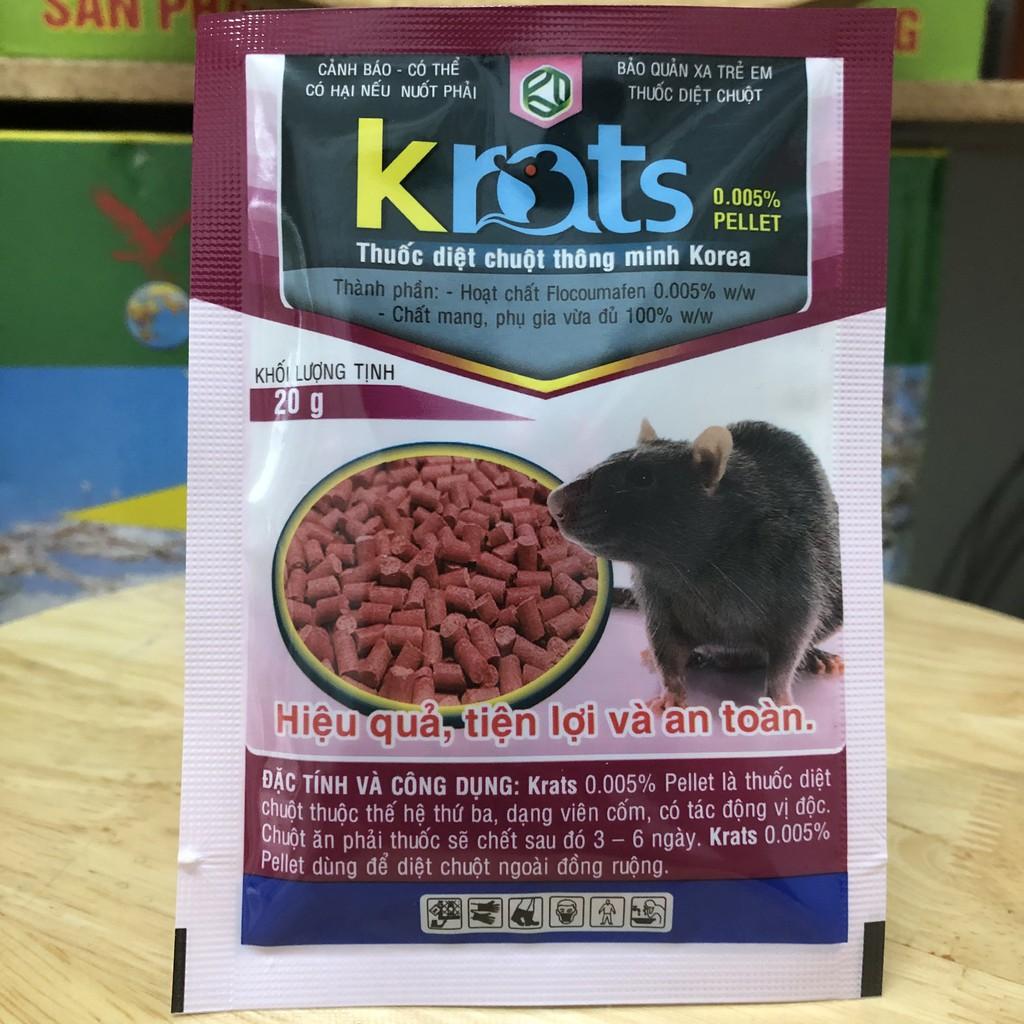 SẢN PH
G
CẢNH BÁO - CÓ THỂ
CÓ HẠI NẾU NUỐT PHẢI
BẢO QUẢN XA TRẺ EM
THUỐC DIỆT CHUỘT
krats
0.005%
PELLET
Thuốc diệt chuột thông minh Korea
Thành phần: - Hoạt chất Flocoumafen 0.005% w/w
- Chất mang, phụ gia vừa đủ 100% w/w
KHỐI LƯỢNG TỊNH
20 g
Hiệu quả, tiện lợi và an toàn.
ĐẶC TÍNH VÀ CÔNG DỤNG: Krats 0.005% Pellet là thuốc diệt
chuột thuộc thế hệ thứ ba, dạng viên cốm, có tác động vị độc.
Chuột ăn phải thuốc sẽ chết sau đó 3 – 6 ngày. Krats 0.005%
Pellet dùng để diệt chuột ngoài đồng ruộng.